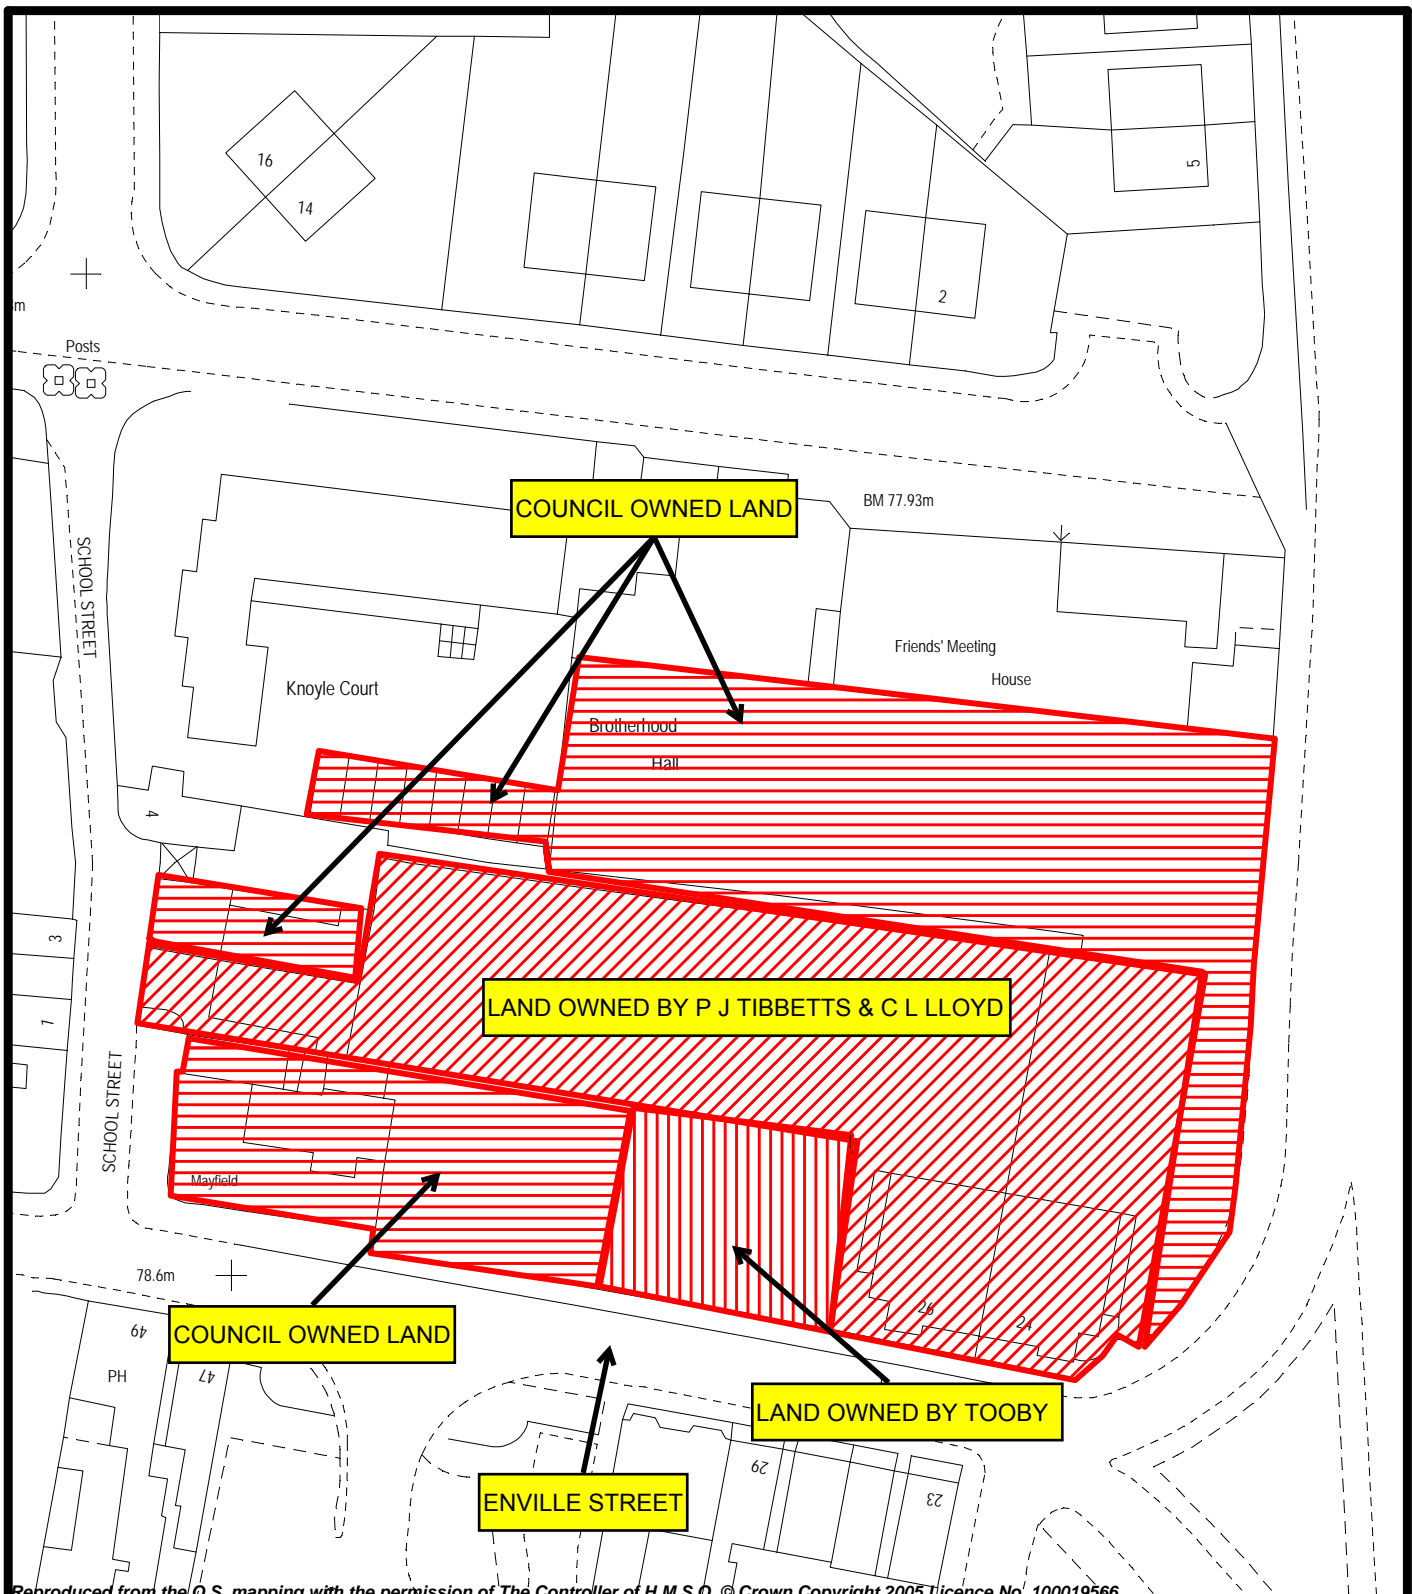 16
14
5
2
Posts
COUNCIL OWNED LAND
BM 77.93m
SCHOOL STREET
Friends' Meeting
House
Knoyle Court
Brotherhood
Hall
4
3
LAND OWNED BY P J TIBBETTS & C L LLOYD
1
SCHOOL STREET
Mayfield
78.6m
26
24
49
COUNCIL OWNED LAND
PH
47
LAND OWNED BY TOOBY
29
23
ENVILLE STREET
Reproduced from the O.S. mapping with the permission of The Controller of H.M.S.O. © Crown Copyright 2005 Licence No. 100019566